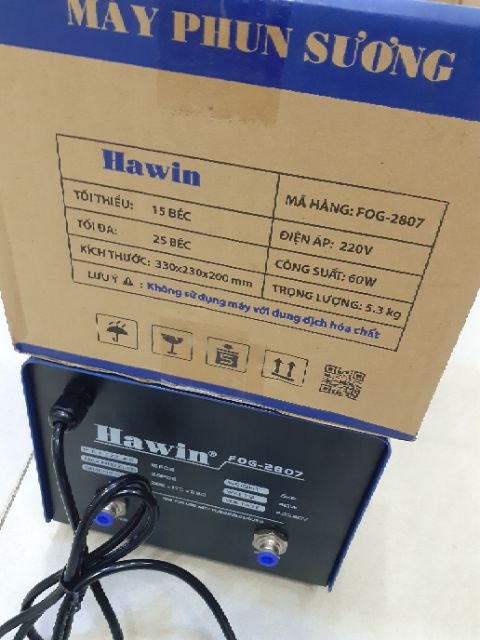 MÁY PHUN SƯƠNG
Hawin
MÃ HÀNG: FOG-2807
TỐI THIỂU: 15 BÉC
ĐIỆN ÁP: 220V
TỐI ĐA: 25 BÉC
CÔNG SUẤT: 60W
KÍCH THƯỚC: 330x230x200 mm
TRỌNG LƯỢNG: 5.3 kg
LƯU Ý ⚠ : Không sử dụng máy với dung dịch hóa chất
Hawin® FOG-2807
WEIGHT